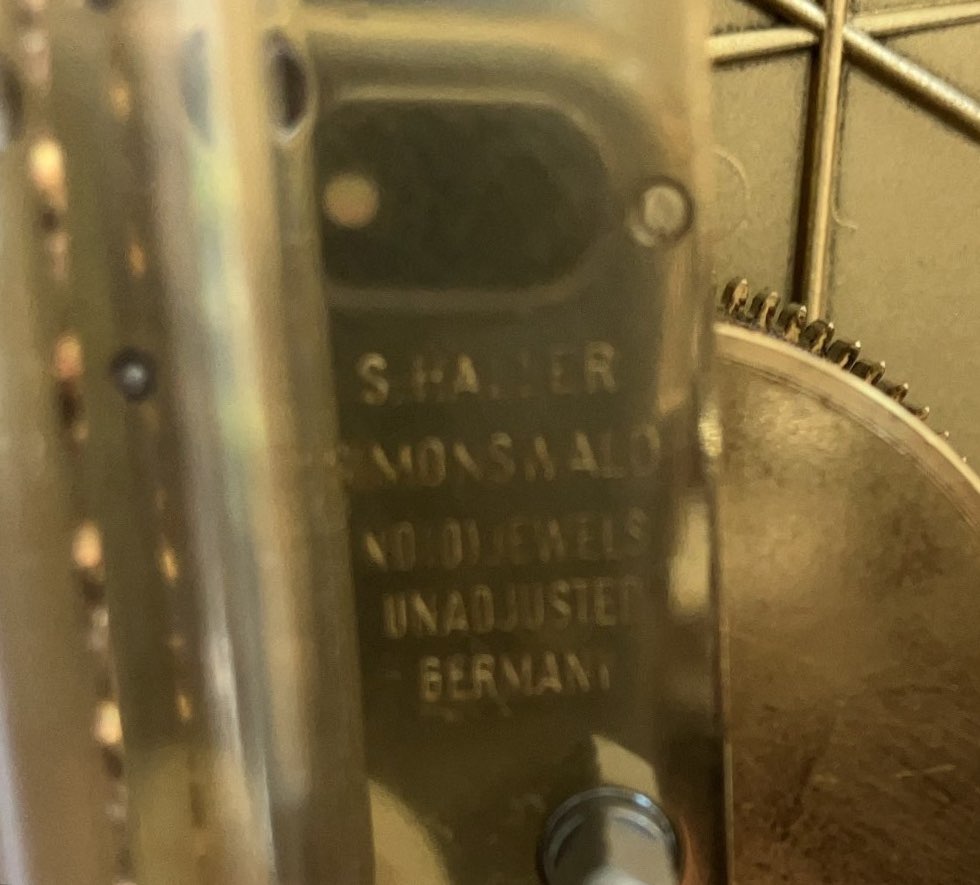 S. HALLER
SIMONSWALD
NO (0) JEWELS
UNADJUSTED
GERMANY